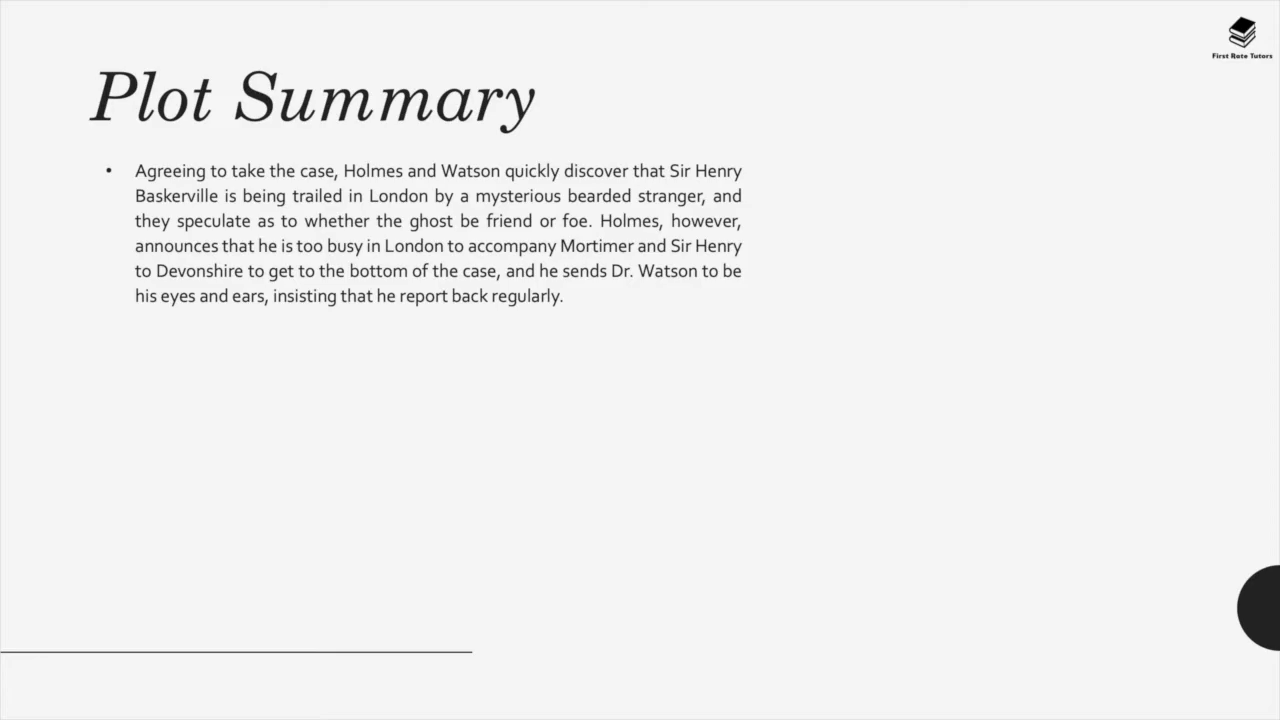 First Rate Tutors
Plot Summary
• Agreeing to take the case, Holmes and Watson quickly discover that Sir Henry
Baskerville is being trailed in London by a mysterious bearded stranger, and
they speculate as to whether the ghost be friend or foe. Holmes, however,
announces that he is too busy in London to accompany Mortimer and Sir Henry
to Devonshire to get to the bottom of the case, and he sends Dr. Watson to be
his eyes and ears, insisting that he report back regularly.